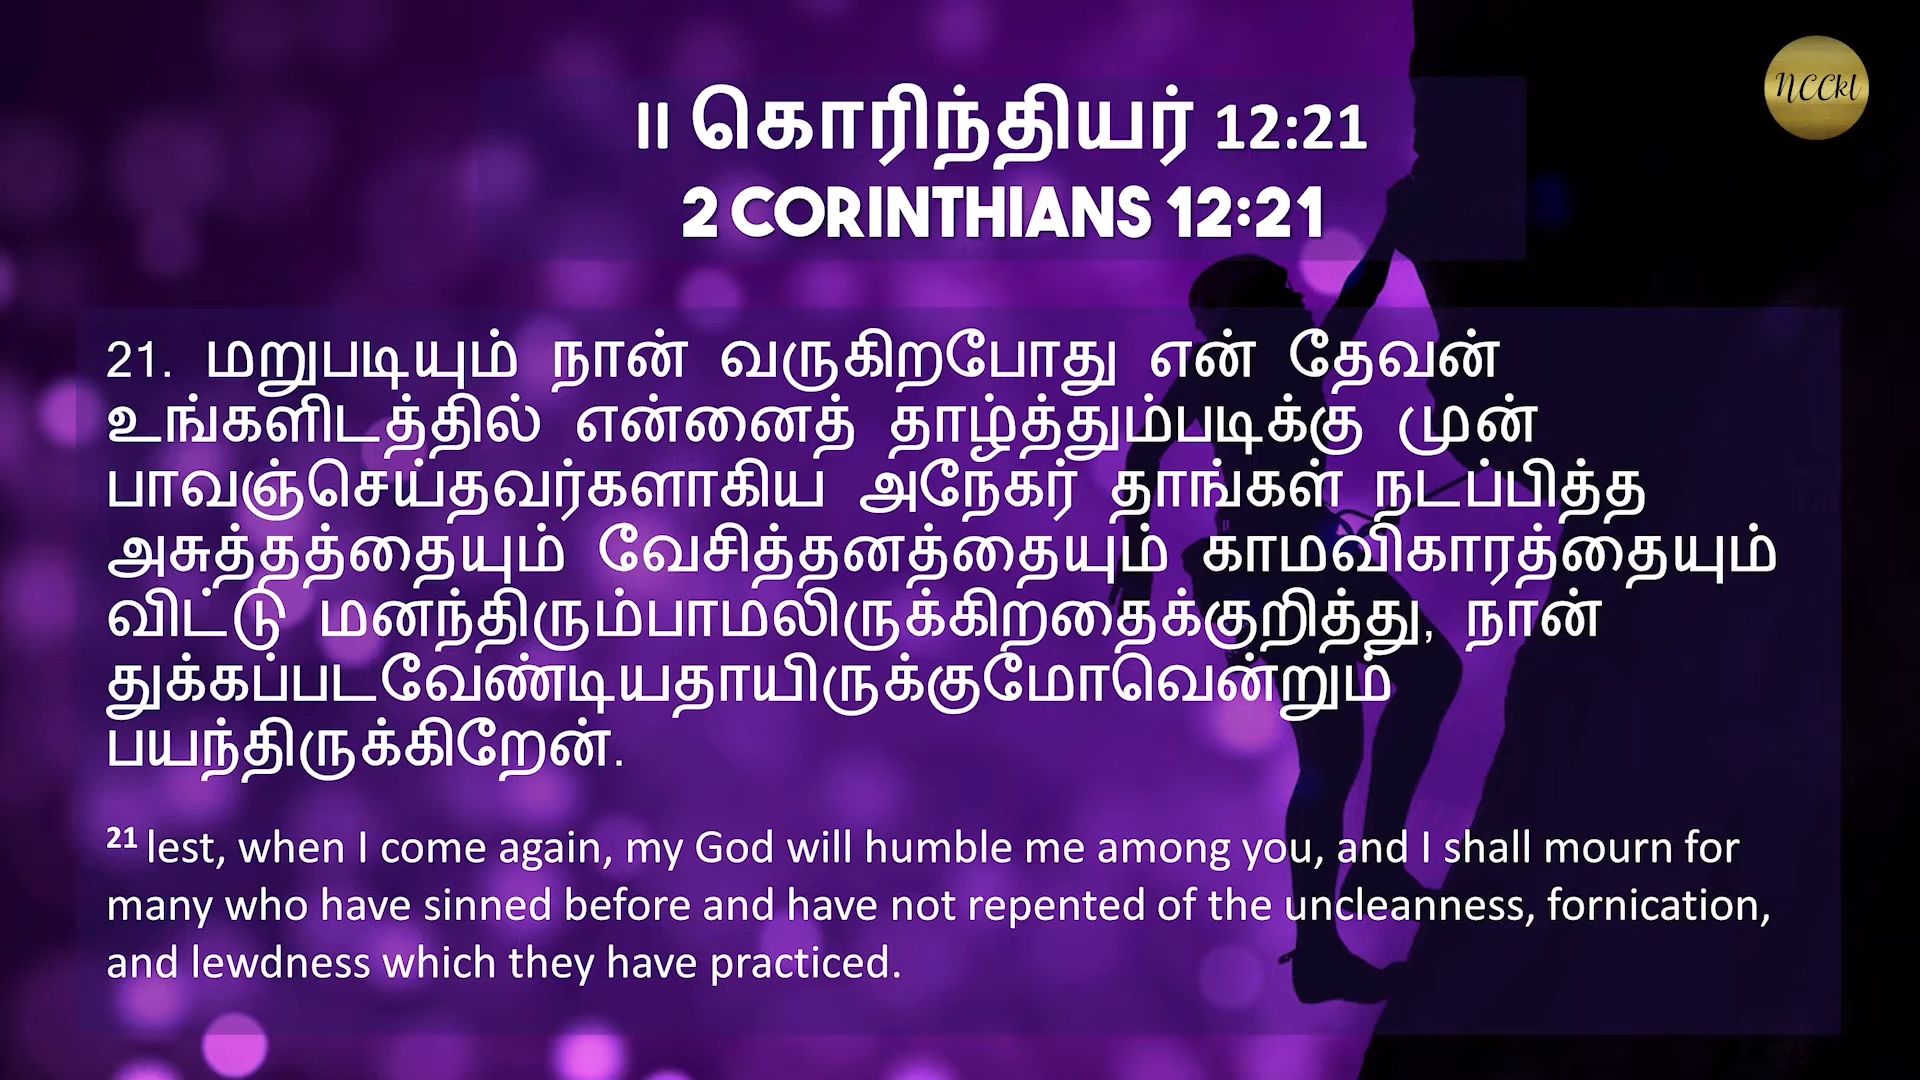 NCCkl
II கொரிந்தியர் 12:21
2 CORINTHIANS 12:21
21. மறுபடியும் நான் வருகிறபோது என் தேவன்
உங்களிடத்தில் என்னைத் தாழ்த்தும்படிக்கு முன்
பாவஞ்செய்தவர்களாகிய அநேகர் தாங்கள் நடப்பித்த
அசுத்தத்தையும் வேசித்தனத்தையும் காமவிகாரத்தையும்
விட்டு மனந்திரும்பாமலிருக்கிறதைக்குறித்து, நான்
துக்கப்படவேண்டியதாயிருக்குமோவென்றும்
பயந்திருக்கிறேன்.
21 lest, when I come again, my God will humble me among you, and I shall mourn for
many who have sinned before and have not repented of the uncleanness, fornication,
and lewdness which they have practiced.